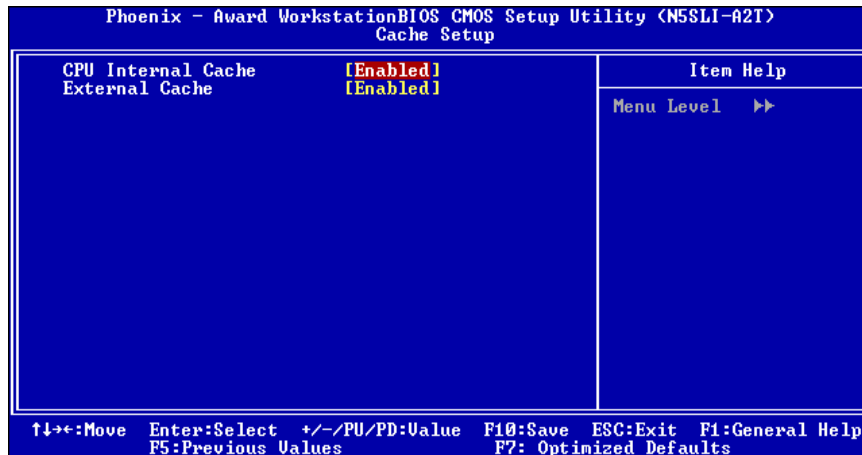 Phoenix - Award WorkstationBIOS CMOS Setup Utility (N5SLI-A2T)
Cache Setup
CPU Internal Cache [Enabled]
External Cache [Enabled]
Item Help
Menu Level ▶▶
↑↓→←:Move Enter:Select +/-/PU/PD:Value F10:Save ESC:Exit F1:General Help
F5:Previous Values F7: Optimized Defaults